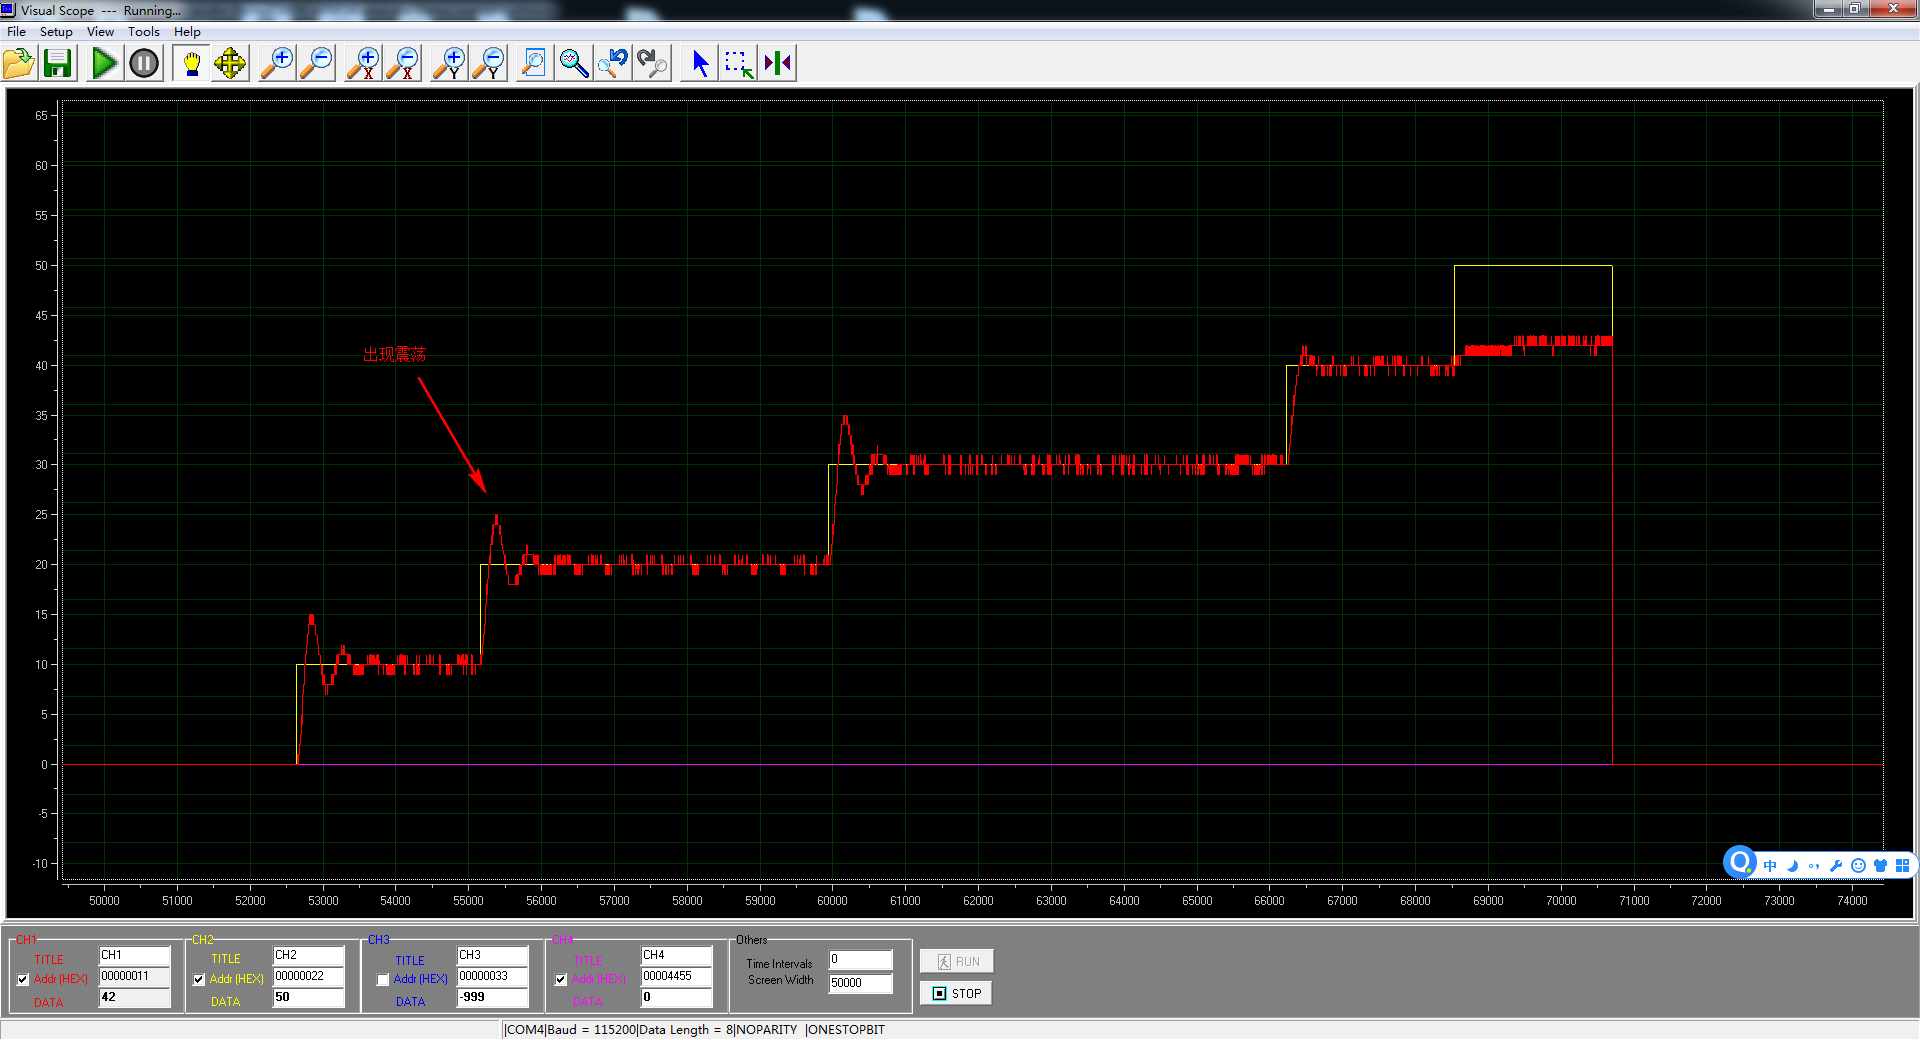 Visual Scope --- Running...
File Setup View Tools Help
X X Y Y
65
60
55
50
45
40
35
30
25
20
15
10
5
0
-5
-10
出现震荡
50000 51000 52000 53000 54000 55000 56000 57000 58000 59000 60000 61000 62000 63000 64000 65000 66000 67000 68000 69000 70000 71000 72000 73000 74000
中
CH1
TITLE CH1
Addr(HEX) 00000011
DATA 42
CH2
TITLE CH2
Addr(HEX) 00000022
DATA 50
CH3
TITLE CH3
Addr(HEX) 00000033
DATA -999
CH4
TITLE CH4
Addr(HEX) 00004455
DATA 0
Others
Time Intervals 0
Screen Width 50000
RUN
STOP
|COM4|Baud = 115200|Data Length = 8|NOPARITY |ONESTOPBIT